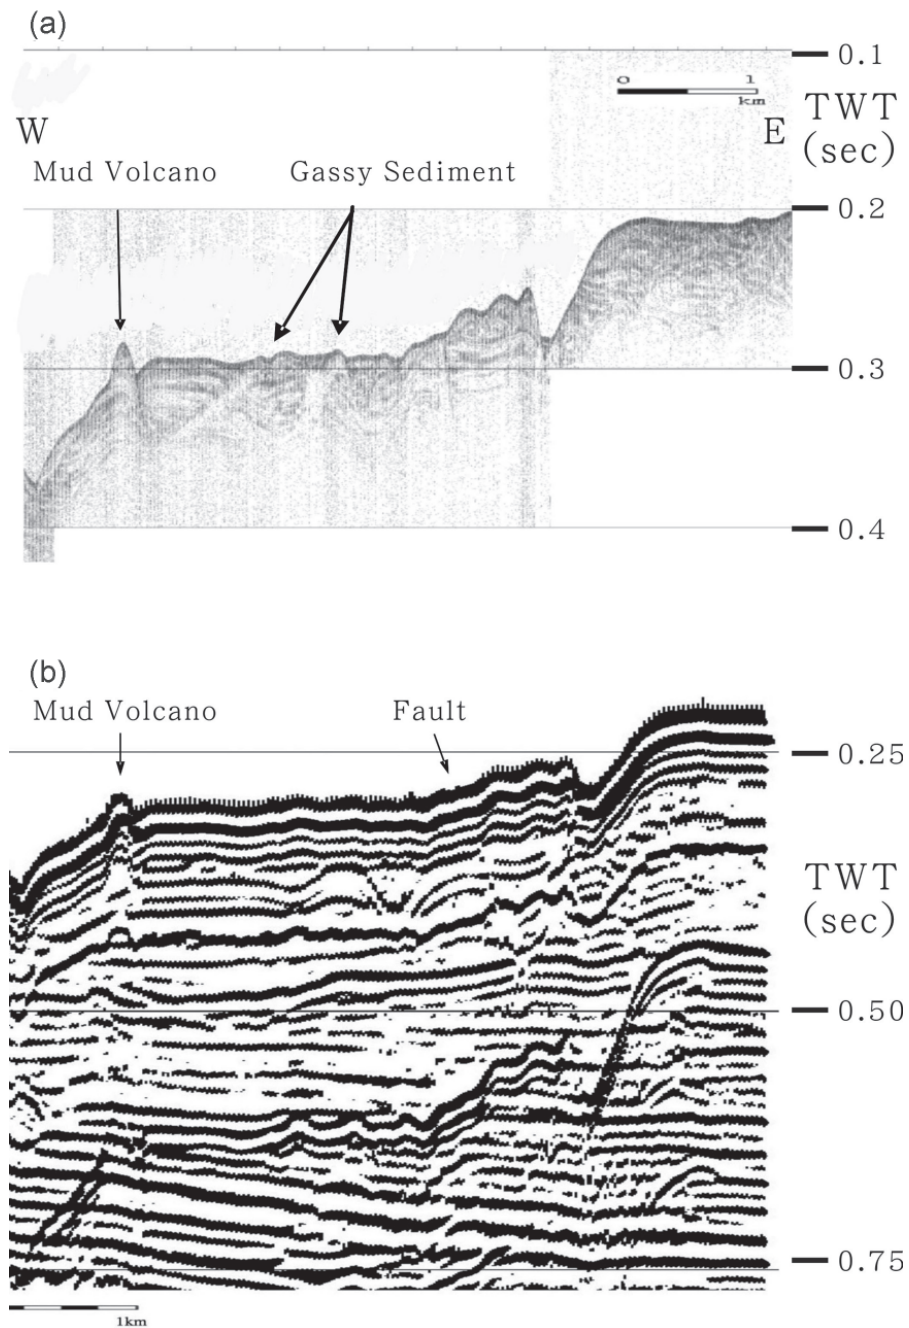 (a)
0.1
0 1
km
TWT
(sec)
W
E
Mud Volcano
Gassy Sediment
0.2
0.3
0.4
(b)
Mud Volcano
Fault
0.25
TWT
(sec)
0.50
0.75
1km